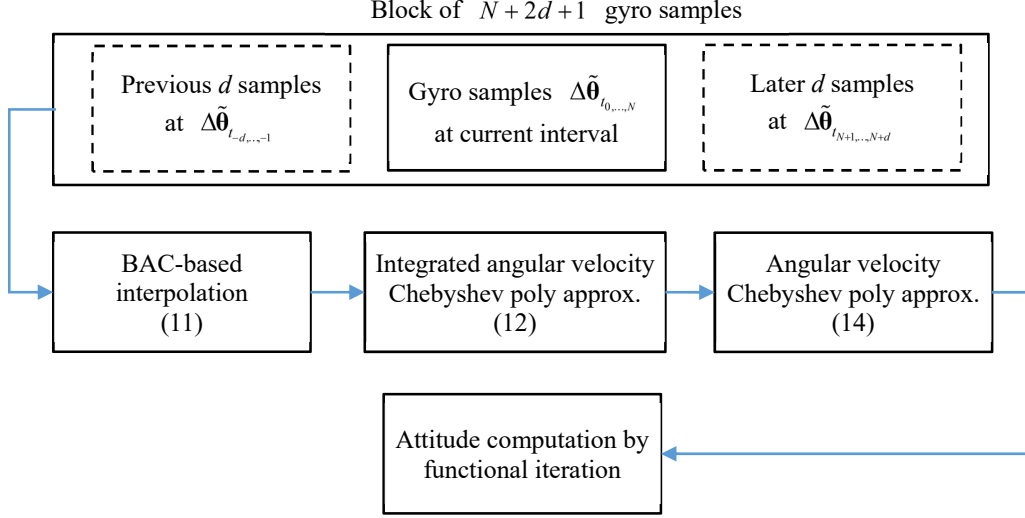 Block of N + 2d + 1 gyro samples
Previous d samples
at Δθ̃_{t_{−d,...,−1}}
Gyro samples Δθ̃_{t_{0,...,N}}
at current interval
Later d samples
at Δθ̃_{t_{N+1,...,N+d}}
BAC-based
interpolation
(11)
Integrated angular velocity
Chebyshev poly approx.
(12)
Angular velocity
Chebyshev poly approx.
(14)
Attitude computation by
functional iteration